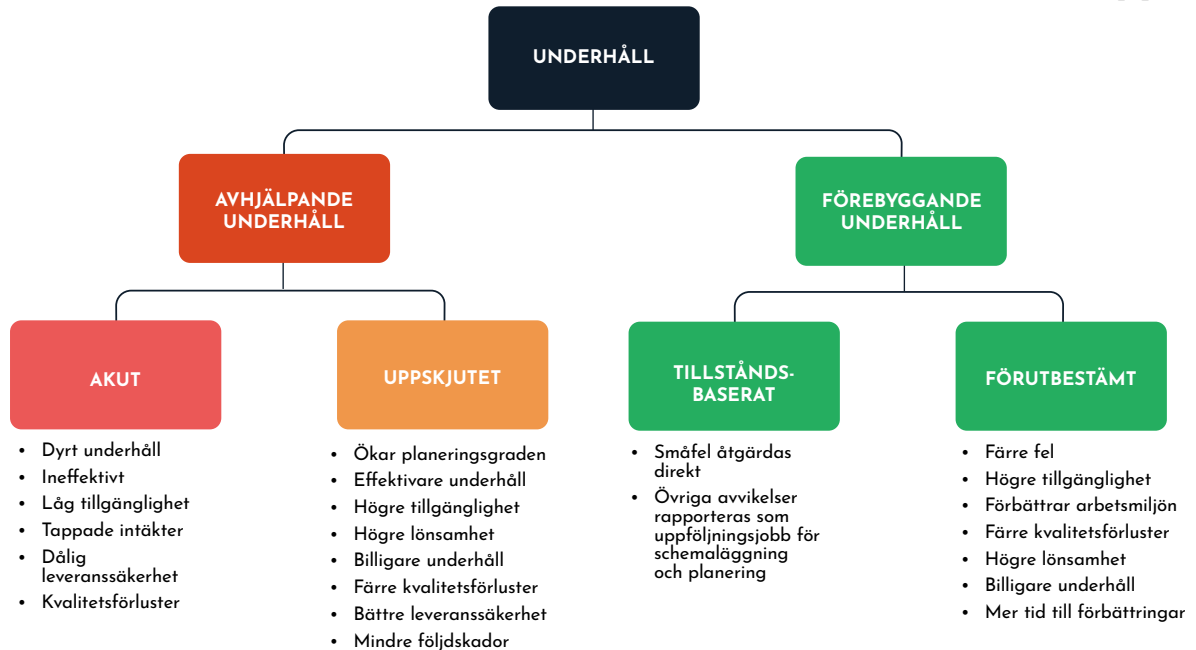 UNDERHÅLL
AVHJÄLPANDE
UNDERHÅLL
FÖREBYGGANDE
UNDERHÅLL
AKUT
• Dyrt underhåll
• Ineffektivt
• Låg tillgänglighet
• Tappade intäkter
• Dålig
leveranssäkerhet
• Kvalitetsförluster
UPPSKJUTET
• Ökar planeringsgraden
• Effektivare underhåll
• Högre tillgänglighet
• Högre lönsamhet
• Billigare underhåll
• Färre kvalitetsförluster
• Bättre leveranssäkerhet
• Mindre följdskador
TILLSTÅNDS-
BASERAT
• Småfel åtgärdas
direkt
• Övriga avvikelser
rapporteras som
uppföljningsjobb för
schemaläggning
och planering
FÖRUTBESTÄMT
• Färre fel
• Högre tillgänglighet
• Förbättrar arbetsmiljön
• Färre kvalitetsförluster
• Högre lönsamhet
• Billigare underhåll
• Mer tid till förbättringar